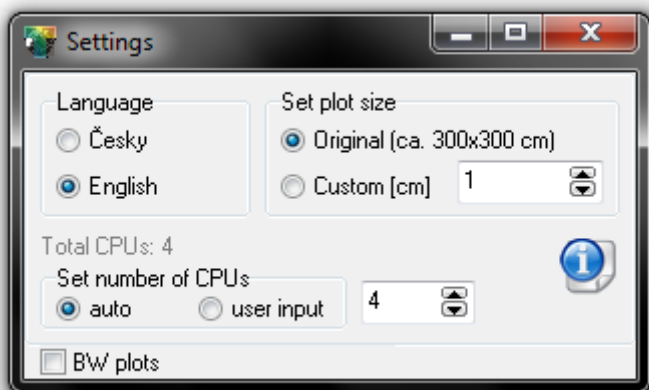 Settings
Language
Česky
English
Set plot size
Original (ca. 300x300 cm)
Custom [cm] 1
Total CPUs: 4
Set number of CPUs
auto user input 4
BW plots